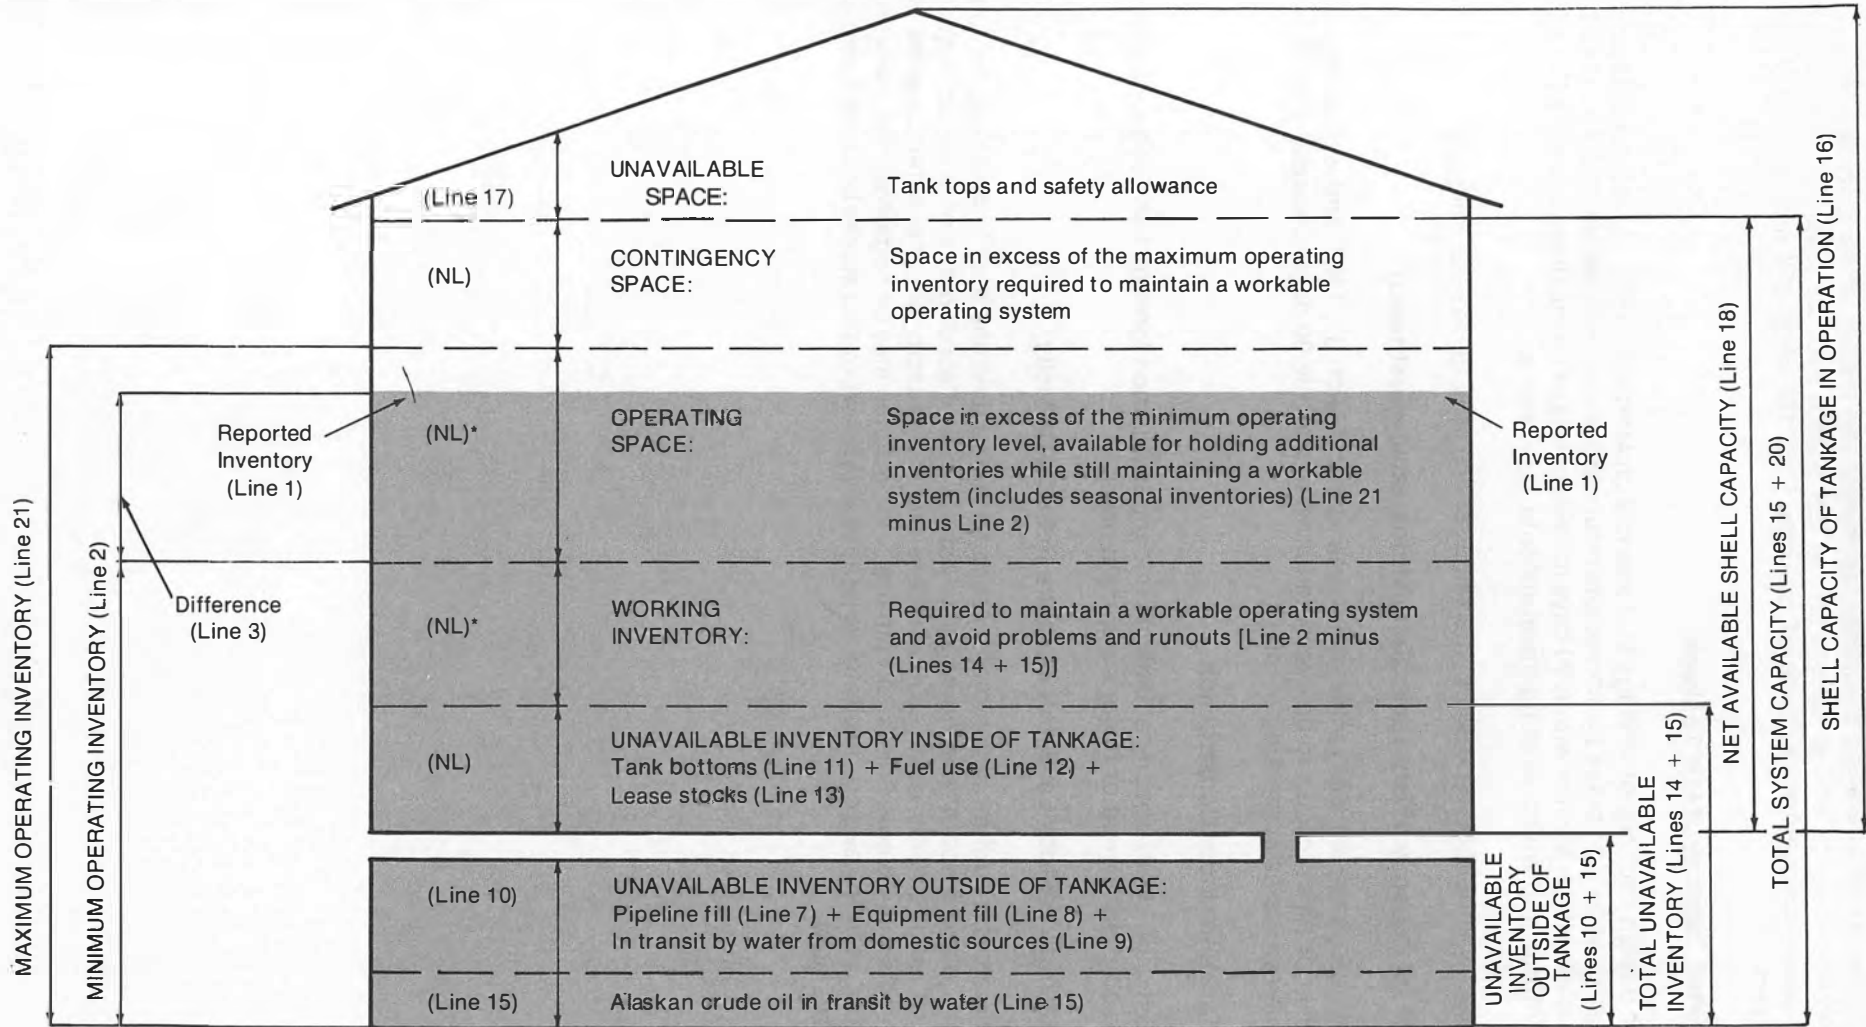 (Line 17)
UNAVAILABLE
SPACE:
Tank tops and safety allowance
(NL)
CONTINGENCY
SPACE:
Space in excess of the maximum operating
inventory required to maintain a workable
operating system
Reported
Inventory
(Line 1)
(NL)*
OPERATING
SPACE:
Space in excess of the minimum operating
inventory level, available for holding additional
inventories while still maintaining a workable
system (includes seasonal inventories) (Line 21
minus Line 2)
Reported
Inventory
(Line 1)
Difference
(Line 3)
(NL)*
WORKING
INVENTORY:
Required to maintain a workable operating system
and avoid problems and runouts [Line 2 minus
(Lines 14 + 15)]
(NL)
UNAVAILABLE INVENTORY INSIDE OF TANKAGE:
Tank bottoms (Line 11) + Fuel use (Line 12) +
Lease stocks (Line 13)
(Line 10)
UNAVAILABLE INVENTORY OUTSIDE OF TANKAGE:
Pipeline fill (Line 7) + Equipment fill (Line 8) +
In transit by water from domestic sources (Line 9)
(Line 15)
Alaskan crude oil in transit by water (Line 15)
MAXIMUM OPERATING INVENTORY (Line 21)
MINIMUM OPERATING INVENTORY (Line 2)
UNAVAILABLE
INVENTORY
OUTSIDE OF
TANKAGE
(Lines 10 + 15)
TOTAL UNAVAILABLE
INVENTORY (Lines 14 + 15)
NET AVAILABLE SHELL CAPACITY (Line 18)
TOTAL SYSTEM CAPACITY (Lines 15 + 20)
SHELL CAPACITY OF TANKAGE IN OPERATION (Line 16)